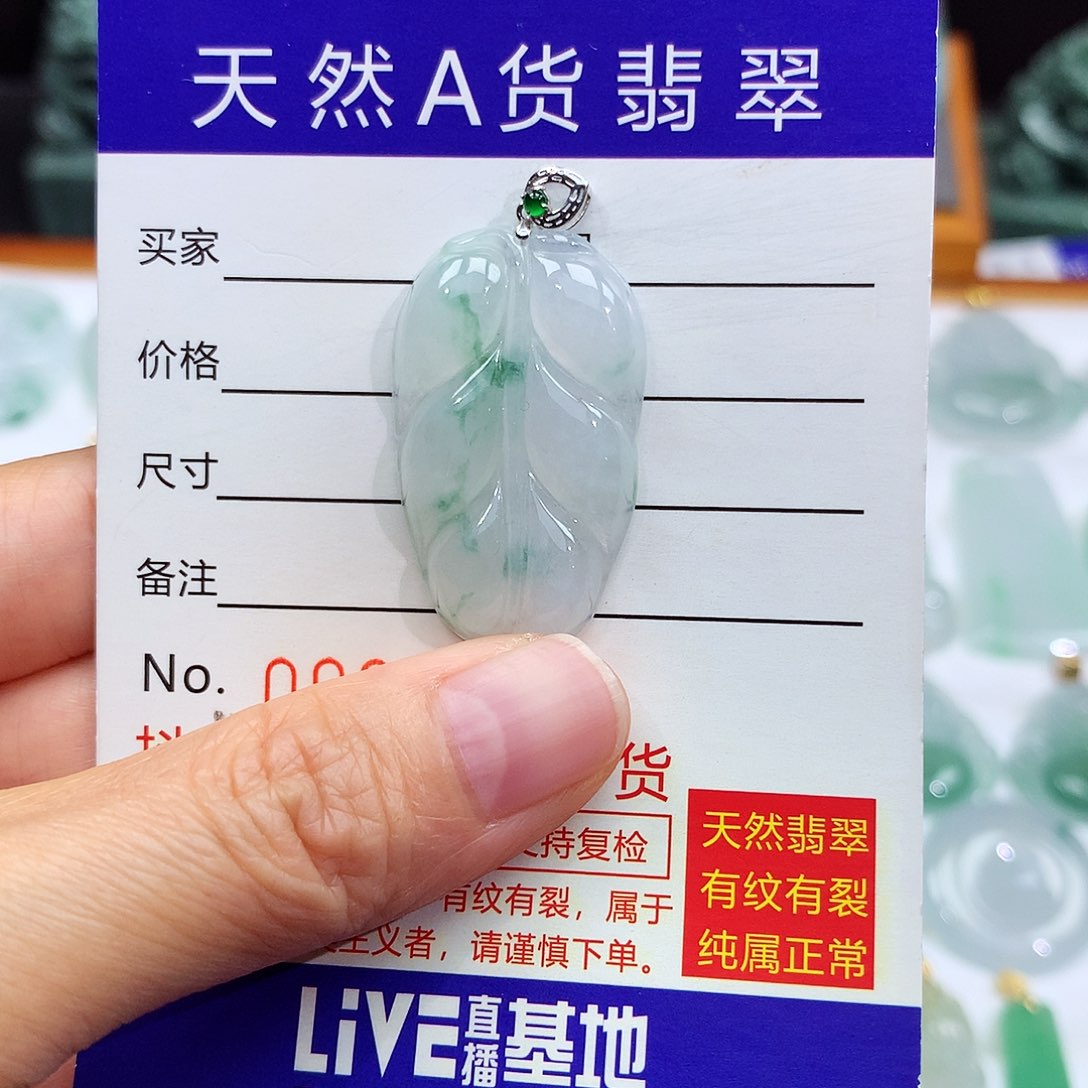 天然A货翡翠
买家
价格
尺寸
备注
No.
货
持复检
有纹有裂，属于
主义者，请谨慎下单。
天然翡翠
有纹有裂
纯属正常
LiVE直播基地